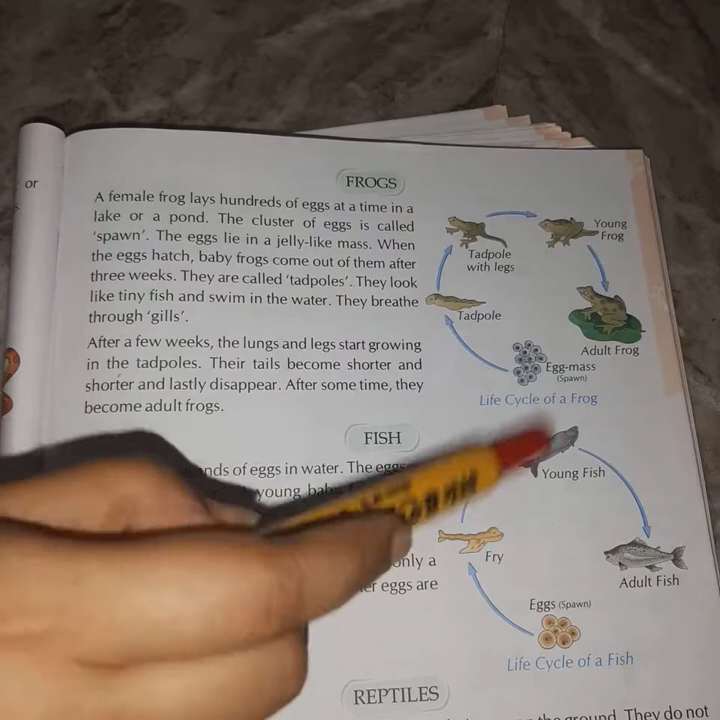 or
FROGS
A female frog lays hundreds of eggs at a time in a
lake or a pond. The cluster of eggs is called
'spawn'. The eggs lie in a jelly-like mass. When
the eggs hatch, baby frogs come out of them after
three weeks. They are called 'tadpoles'. They look
like tiny fish and swim in the water. They breathe
through 'gills'.
After a few weeks, the lungs and legs start growing
in the tadpoles. Their tails become shorter and
shorter and lastly disappear. After some time, they
become adult frogs.
Young
Frog
Tadpole
with legs
Tadpole
Adult Frog
Egg-mass
(Spawn)
Life Cycle of a Frog
FISH
of eggs in water. The eggs
young
only a
eggs are
Young Fish
Fry
Adult Fish
Eggs (Spawn)
Life Cycle of a Fish
REPTILES
the ground. They do not